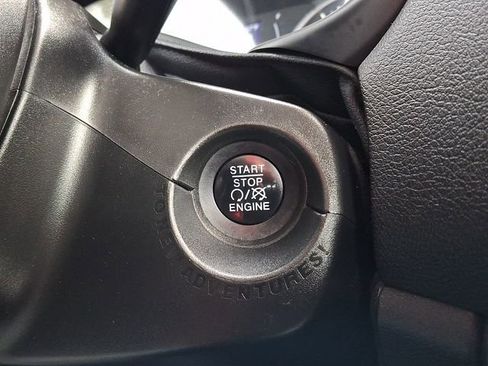 START
STOP
ENGINE
TO NEW ADVENTURES!